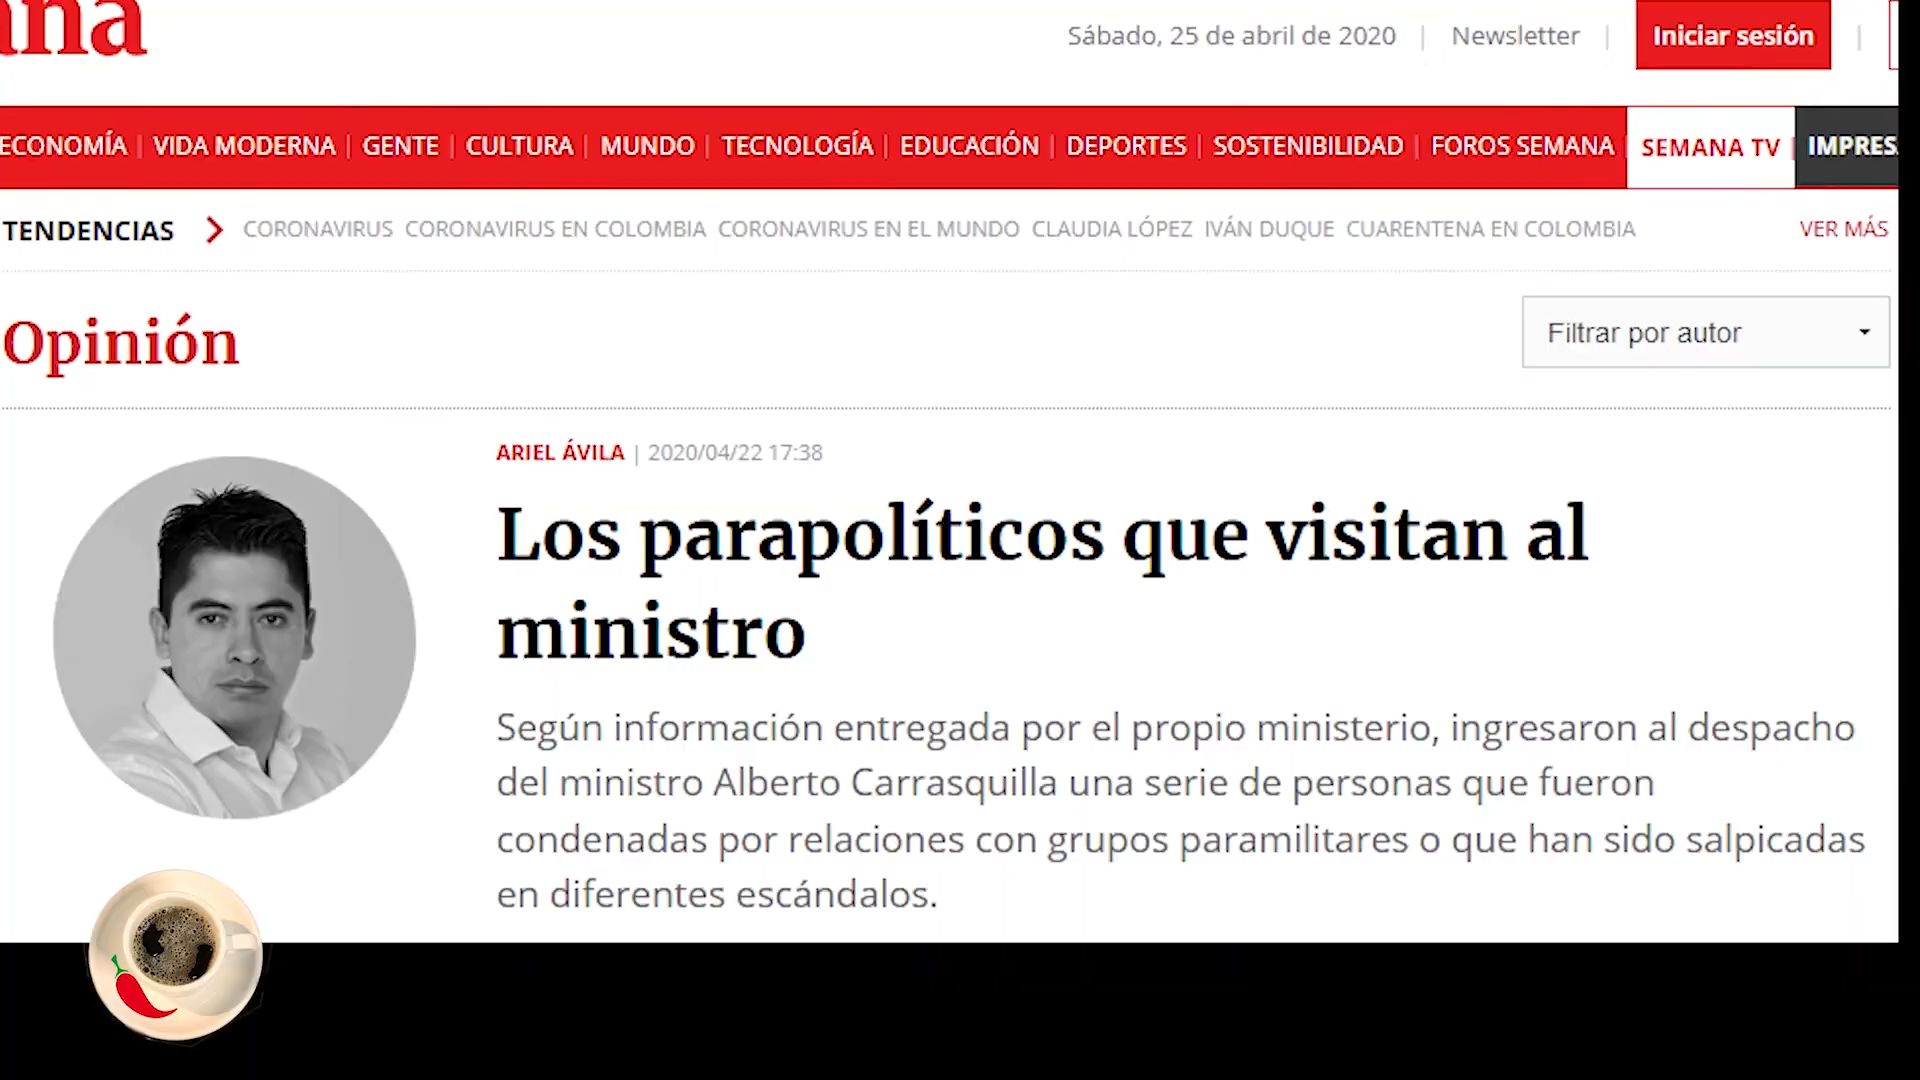 ana
Sábado, 25 de abril de 2020 | Newsletter | Iniciar sesión |
ECONOMÍA | VIDA MODERNA | GENTE | CULTURA | MUNDO | TECNOLOGÍA | EDUCACIÓN | DEPORTES | SOSTENIBILIDAD | FOROS SEMANA | SEMANA TV | IMPRES
TENDENCIAS CORONAVIRUS CORONAVIRUS EN COLOMBIA CORONAVIRUS EN EL MUNDO CLAUDIA LÓPEZ IVÁN DUQUE CUARENTENA EN COLOMBIA VER MÁS
Opinión
Filtrar por autor
ARIEL ÁVILA | 2020/04/22 17:38
Los parapolíticos que visitan al
ministro
Según información entregada por el propio ministerio, ingresaron al despacho
del ministro Alberto Carrasquilla una serie de personas que fueron
condenadas por relaciones con grupos paramilitares o que han sido salpicadas
en diferentes escándalos.